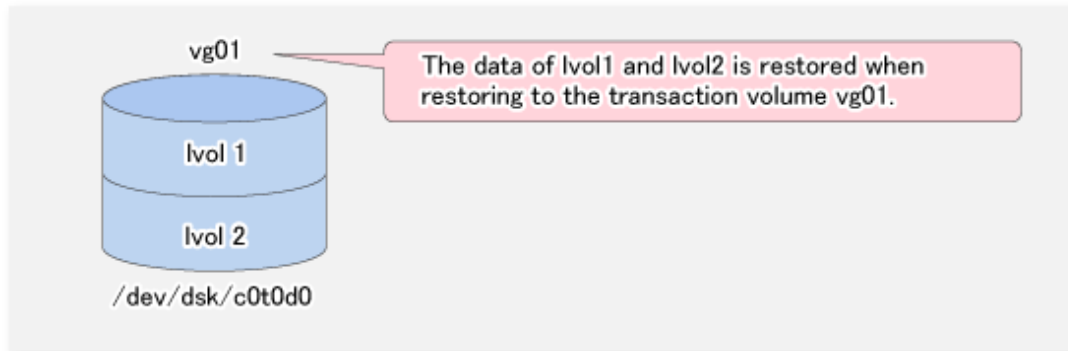 vg01
The data of lvol1 and lvol2 is restored when
restoring to the transaction volume vg01.
lvol 1
lvol 2
/dev/dsk/c0t0d0